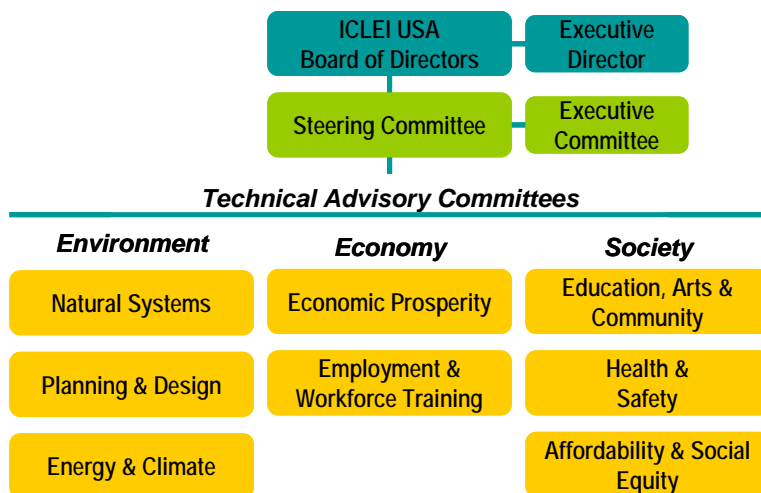 ICLEI USA
Board of Directors
Executive
Director
Steering Committee
Executive
Committee
Technical Advisory Committees
Environment
Economy
Society
Natural Systems
Economic Prosperity
Education, Arts &
Community
Planning & Design
Employment &
Workforce Training
Health &
Safety
Energy & Climate
Affordability & Social
Equity